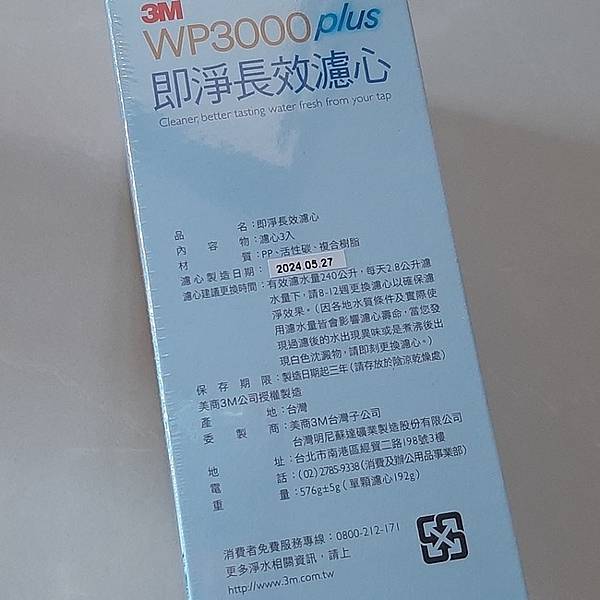 3M
WP3000 plus
即淨長效濾心
Cleaner, better tasting water fresh from your tap
品名：即淨長效濾心
內容物：濾心3入
材質：PP、活性碳、複合樹脂
濾心製造日期：2024.05.27
濾心建議更換時間：有效濾水量240公升，每天2.8公升濾
水量下，請8-12週更換濾心以確保濾
淨效果。（因各地水質條件及實際使
用濾水量皆會影響濾心壽命，當您發
現過濾後的水出現異味或是煮沸後出
現白色沈澱物，請即刻更換濾心。）
保存期限：製造日期起三年（請存放於陰涼乾燥處）
美商3M公司授權製造
產地：台灣
委製商：美商3M台灣子公司
台灣明尼蘇達礦業製造股份有限公司
地址：台北市南港區經貿二路198號3樓
電話：(02) 2785-9338（消費及辦公用品事業部）
重量：576g±5g（單顆濾心192g）
消費者免費服務專線：0800-212-171
更多淨水相關資訊，請上
http://www.3m.com.tw